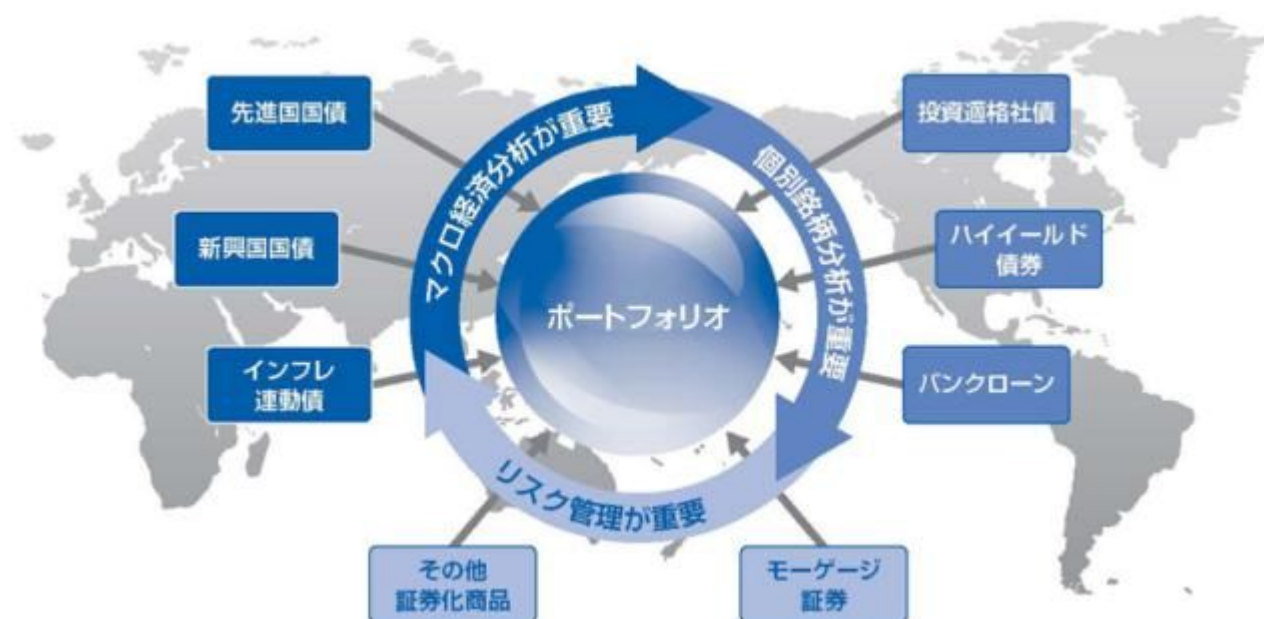 先進国国債
新興国国債
インフレ
連動債
マクロ経済分析が重要
ポートフォリオ
個別銘柄分析が重要
投資適格社債
ハイイールド
債券
バンクローン
リスク管理が重要
その他
証券化商品
モーゲージ
証券